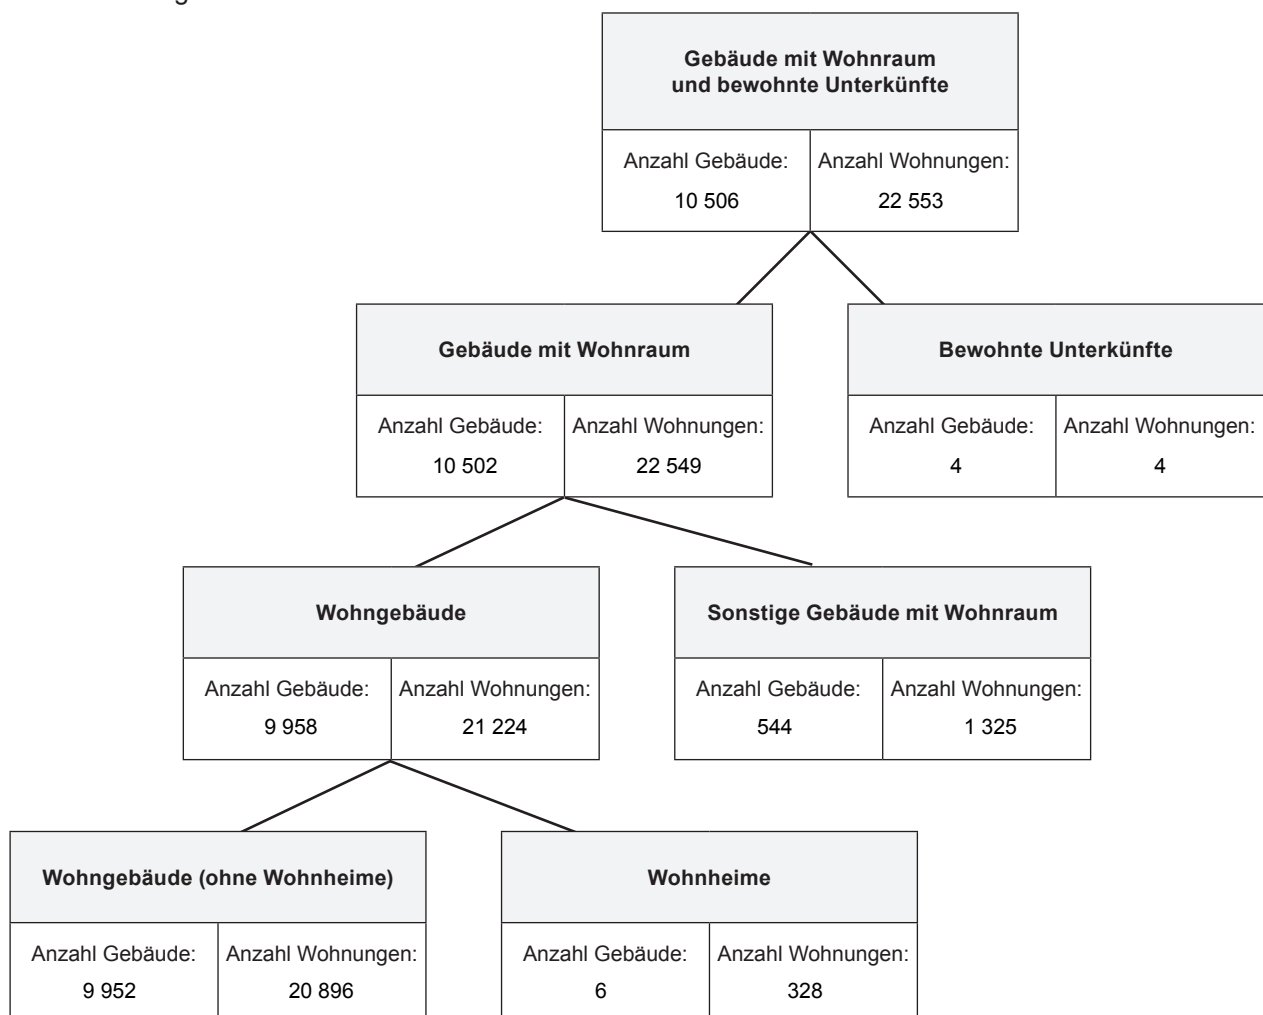 Gebäude mit Wohnraum
und bewohnte Unterkünfte
Anzahl Gebäude: Anzahl Wohnungen:
10 506 22 553
Gebäude mit Wohnraum Bewohnte Unterkünfte
Anzahl Gebäude: Anzahl Wohnungen: Anzahl Gebäude: Anzahl Wohnungen:
10 502 22 549 4 4
Wohngebäude Sonstige Gebäude mit Wohnraum
Anzahl Gebäude: Anzahl Wohnungen: Anzahl Gebäude: Anzahl Wohnungen:
9 958 21 224 544 1 325
Wohngebäude (ohne Wohnheime) Wohnheime
Anzahl Gebäude: Anzahl Wohnungen: Anzahl Gebäude: Anzahl Wohnungen:
9 952 20 896 6 328